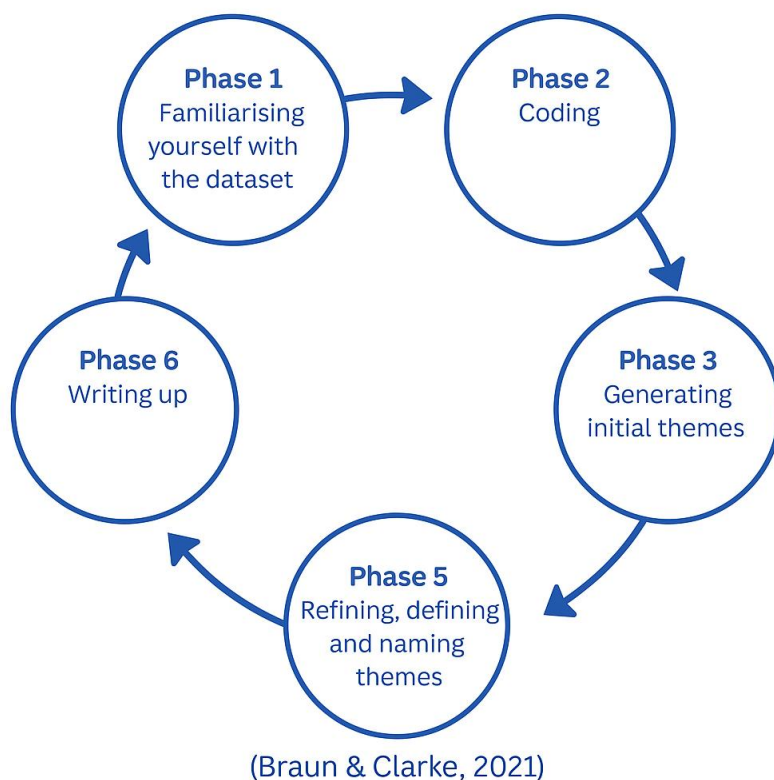 Phase 1
Familiarising
yourself with
the dataset
Phase 2
Coding
Phase 3
Generating
initial themes
Phase 5
Refining, defining
and naming
themes
Phase 6
Writing up
(Braun & Clarke, 2021)